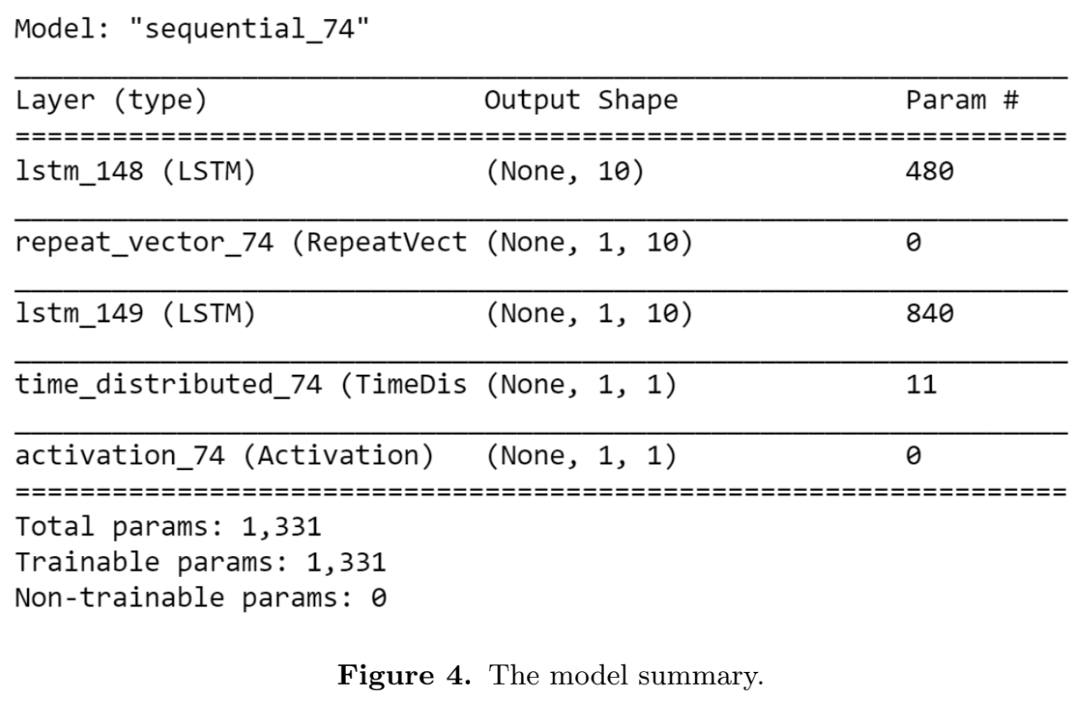 Model: "sequential_74"
Layer (type) Output Shape Param #
lstm_148 (LSTM) (None, 10) 480
repeat_vector_74 (RepeatVect (None, 1, 10) 0
lstm_149 (LSTM) (None, 1, 10) 840
time_distributed_74 (TimeDis (None, 1, 1) 11
activation_74 (Activation) (None, 1, 1) 0
Total params: 1,331
Trainable params: 1,331
Non-trainable params: 0
Figure 4. The model summary.